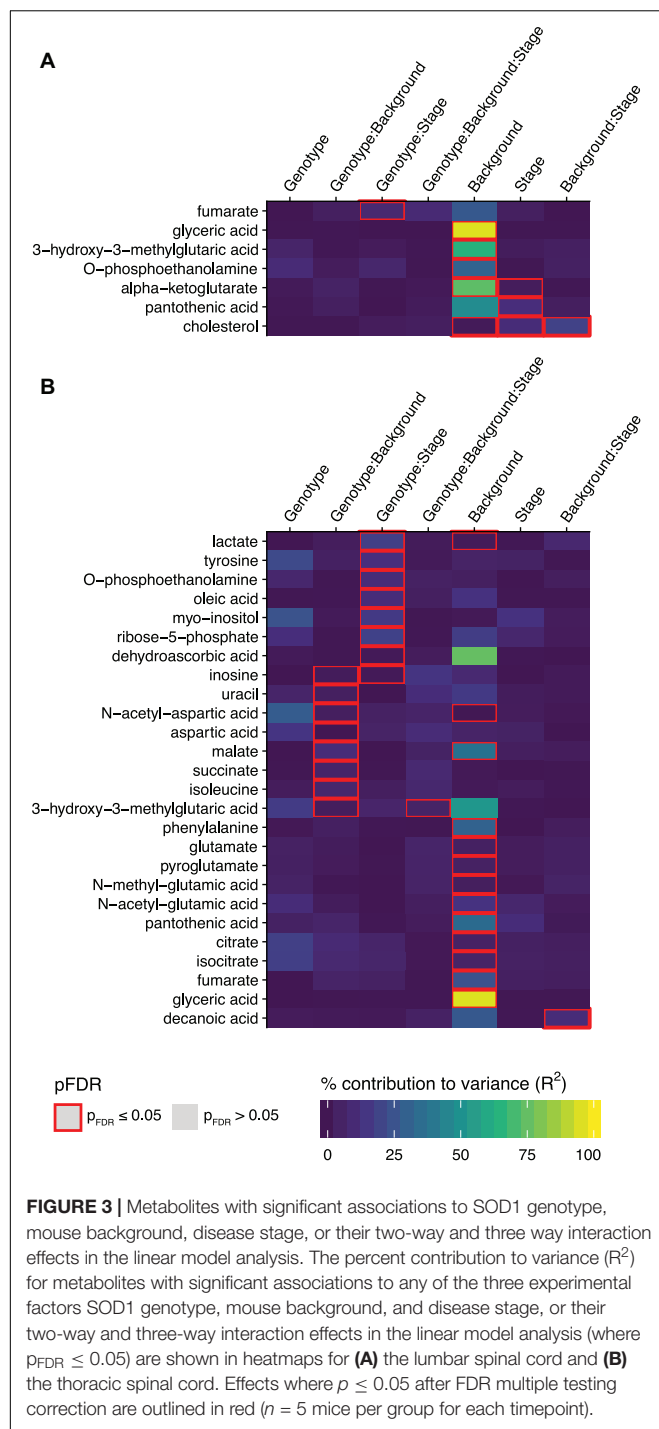 A
Genotype
Genotype:Background
Genotype:Stage
Genotype:Background:Stage
Background
Stage
Background:Stage
fumarate
glyceric acid
3−hydroxy−3−methylglutaric acid
O−phosphoethanolamine
alpha−ketoglutarate
pantothenic acid
cholesterol
B
Genotype
Genotype:Background
Genotype:Stage
Genotype:Background:Stage
Background
Stage
Background:Stage
lactate
tyrosine
O−phosphoethanolamine
oleic acid
myo−inositol
ribose−5−phosphate
dehydroascorbic acid
inosine
uracil
N−acetyl−aspartic acid
aspartic acid
malate
succinate
isoleucine
3−hydroxy−3−methylglutaric acid
phenylalanine
glutamate
pyroglutamate
N−methyl−glutamic acid
N−acetyl−glutamic acid
pantothenic acid
citrate
isocitrate
fumarate
glyceric acid
decanoic acid
pFDR
p_FDR ≤ 0.05 p_FDR > 0.05
% contribution to variance (R²)
0 25 50 75 100
FIGURE 3 | Metabolites with significant associations to SOD1 genotype,
mouse background, disease stage, or their two-way and three way interaction
effects in the linear model analysis. The percent contribution to variance (R²)
for metabolites with significant associations to any of the three experimental
factors SOD1 genotype, mouse background, and disease stage, or their
two-way and three-way interaction effects in the linear model analysis (where
p_FDR ≤ 0.05) are shown in heatmaps for (A) the lumbar spinal cord and (B)
the thoracic spinal cord. Effects where p ≤ 0.05 after FDR multiple testing
correction are outlined in red (n = 5 mice per group for each timepoint).